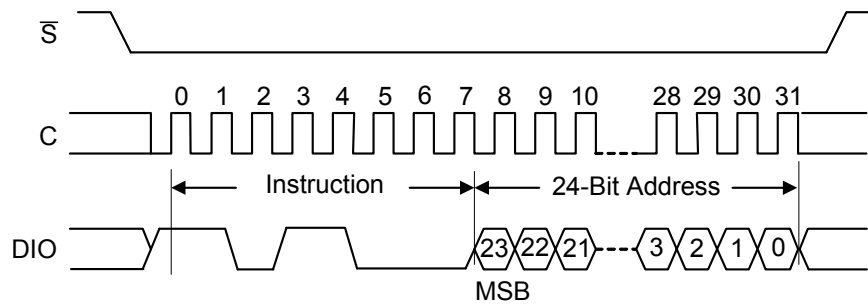 S̅
0 1 2 3 4 5 6 7 8 9 10 28 29 30 31
C
Instruction 24-Bit Address
DIO 23 22 21 3 2 1 0
MSB